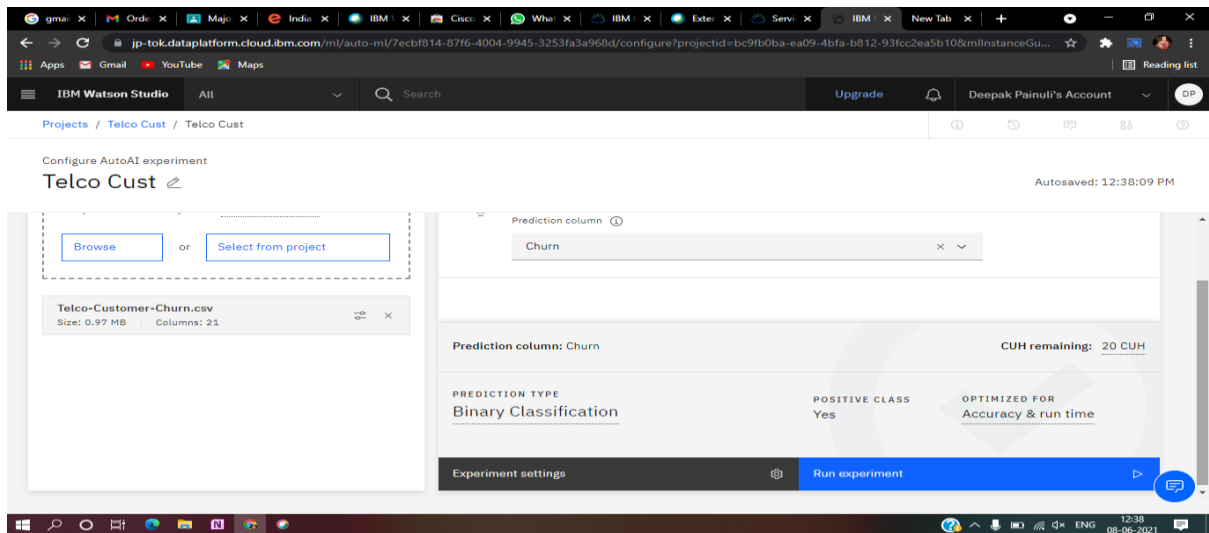 gmai Orde Majo India IBM \ Cisco What IBM ( Exter Servi IBM \ New Tab
jp-tok.dataplatform.cloud.ibm.com/ml/auto-ml/7ecbf814-87f6-4004-9945-3253fa3a968d/configure?projectid=bc9fb0ba-ea09-4bfa-b812-93fcc2ea5b10&mlInstanceGu...
Apps Gmail YouTube Maps Reading list
IBM Watson Studio All Search Upgrade Deepak Painuli's Account DP
Projects / Telco Cust / Telco Cust
Configure AutoAI experiment
Telco Cust Autosaved: 12:38:09 PM
Prediction column
Browse or Select from project Churn
Telco-Customer-Churn.csv
Size: 0.97 MB Columns: 21
Prediction column: Churn CUH remaining: 20 CUH
PREDICTION TYPE POSITIVE CLASS OPTIMIZED FOR
Binary Classification Yes Accuracy & run time
Experiment settings Run experiment
ENG 12:38
08-06-2021